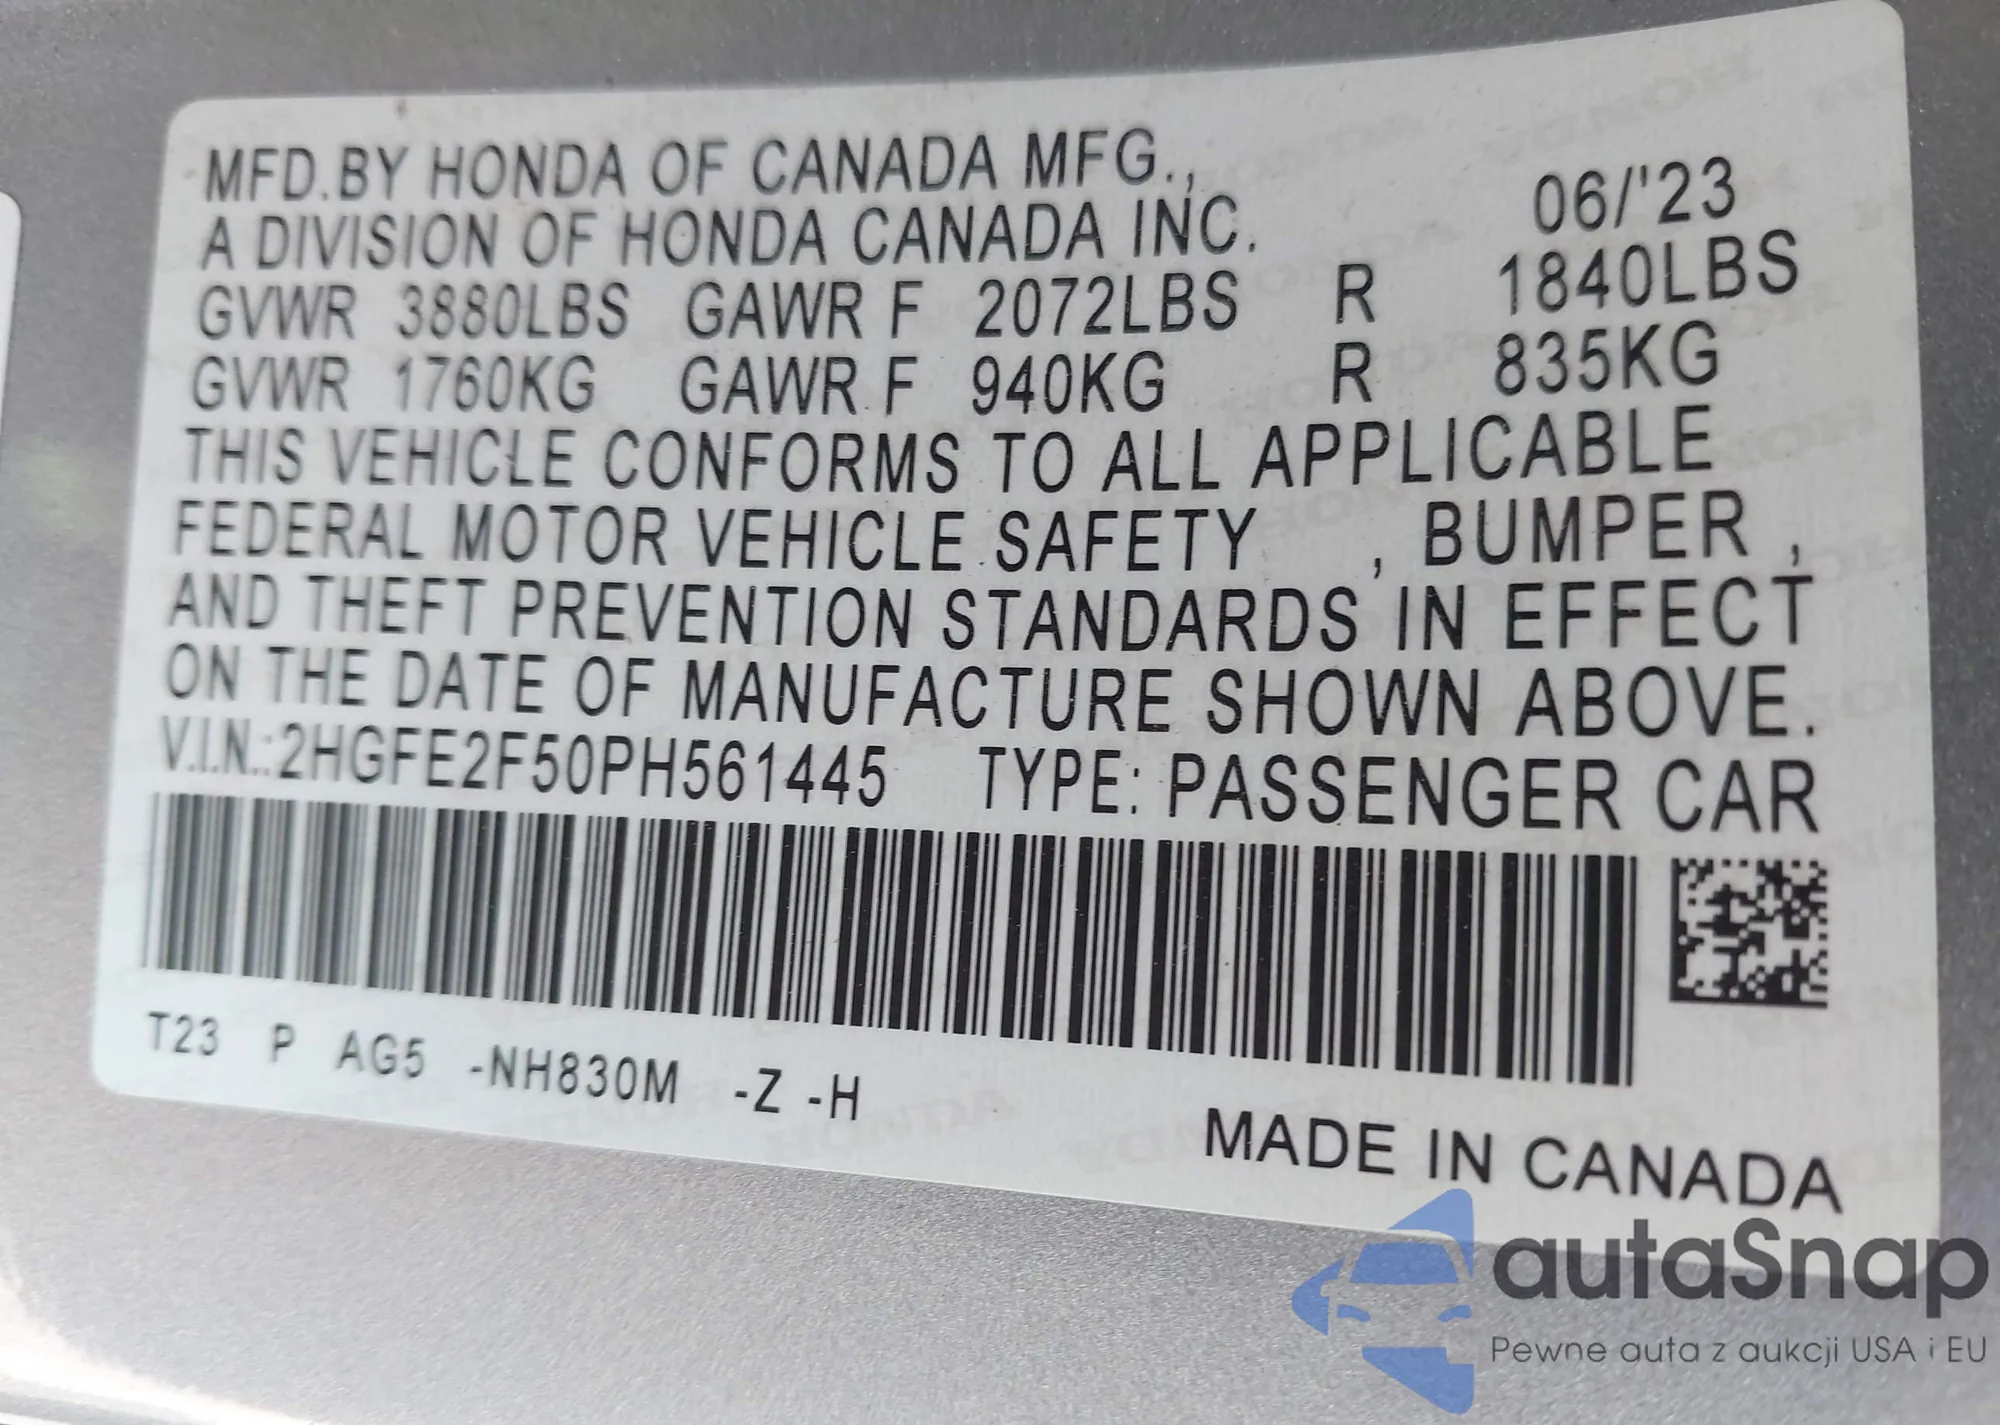 MFD.BY HONDA OF CANADA MFG.,
A DIVISION OF HONDA CANADA INC. 06/'23
GVWR 3880LBS GAWR F 2072LBS R 1840LBS
GVWR 1760KG GAWR F 940KG R 835KG
THIS VEHICLE CONFORMS TO ALL APPLICABLE
FEDERAL MOTOR VEHICLE SAFETY , BUMPER ,
AND THEFT PREVENTION STANDARDS IN EFFECT
ON THE DATE OF MANUFACTURE SHOWN ABOVE.
V.I.N.:2HGFE2F50PH561445 TYPE: PASSENGER CAR
T23 P AG5 -NH830M -Z -H
MADE IN CANADA
autaSnap
Pewne auta z aukcji USA i EU